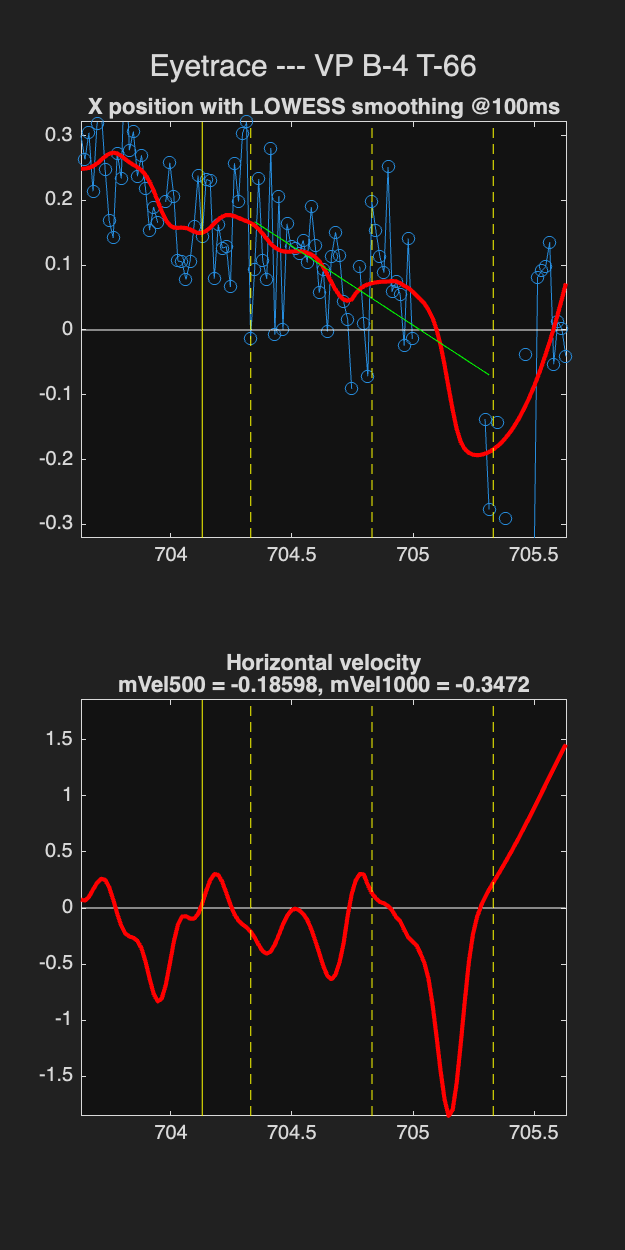 Eyetrace --- VP B-4 T-66
X position with LOWESS smoothing @100ms
0.3
0.2
0.1
0
-0.1
-0.2
-0.3
704 704.5 705 705.5
Horizontal velocity
mVel500 = -0.18598, mVel1000 = -0.3472
1.5
1
0.5
0
-0.5
-1
-1.5
704 704.5 705 705.5